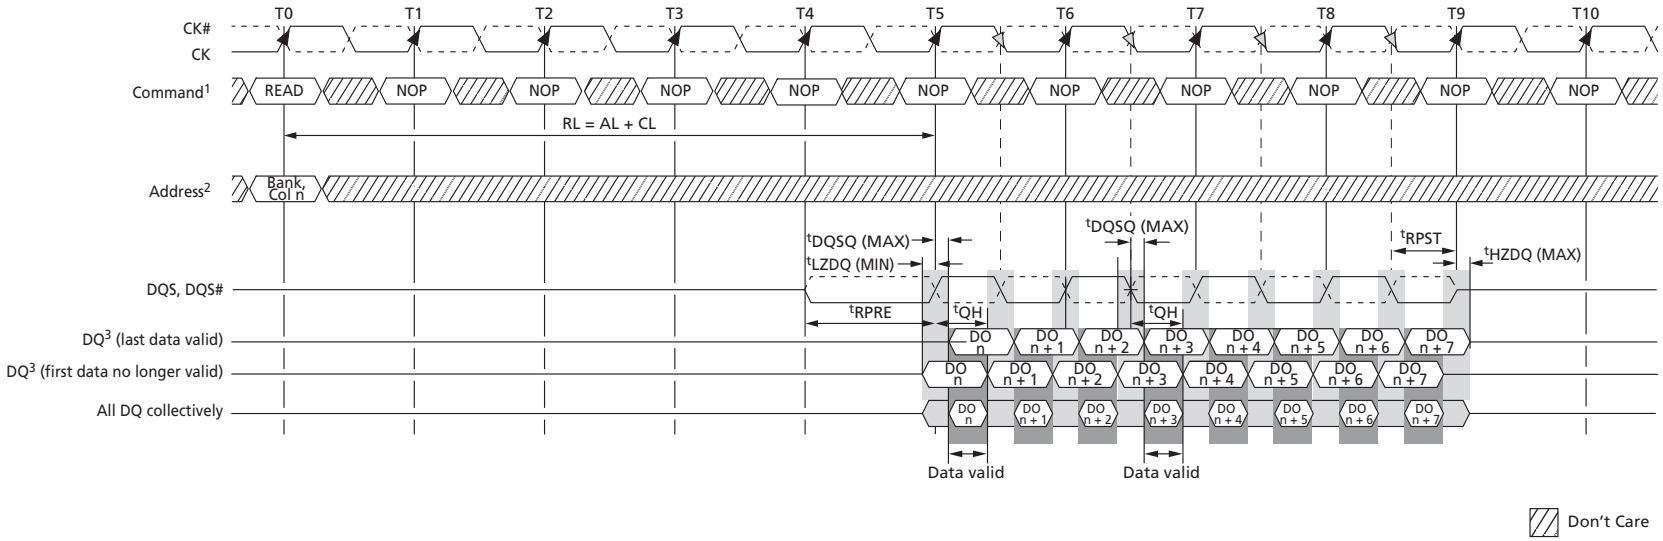 T0 T1 T2 T3 T4 T5 T6 T7 T8 T9 T10
CK#
CK
Command1 READ NOP NOP NOP NOP NOP NOP NOP NOP NOP NOP
RL = AL + CL
Address2 Bank, Col n
tDQSQ (MAX) tDQSQ (MAX) tRPST
tLZDQ (MIN) tHZDQ (MAX)
DQS, DQS#
tRPRE tQH tQH
DQ3 (last data valid) DO n DO n + 1 DO n + 2 DO n + 3 DO n + 4 DO n + 5 DO n + 6 DO n + 7
DQ3 (first data no longer valid) DO n DO n + 1 DO n + 2 DO n + 3 DO n + 4 DO n + 5 DO n + 6 DO n + 7
All DQ collectively DO n DO n + 1 DO n + 2 DO n + 3 DO n + 4 DO n + 5 DO n + 6 DO n + 7
Data valid Data valid
Don't Care